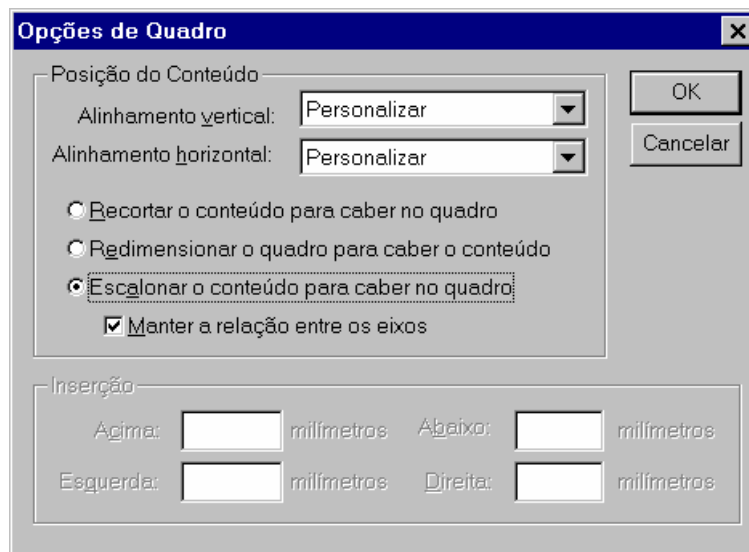 Opções de Quadro
Posição do Conteúdo
Alinhamento vertical: Personalizar
OK
Alinhamento horizontal: Personalizar
Cancelar
Recortar o conteúdo para caber no quadro
Redimensionar o quadro para caber o conteúdo
Escalonar o conteúdo para caber no quadro
Manter a relação entre os eixos
Inserção
Acima: milímetros Abaixo: milímetros
Esquerda: milímetros Direita: milímetros